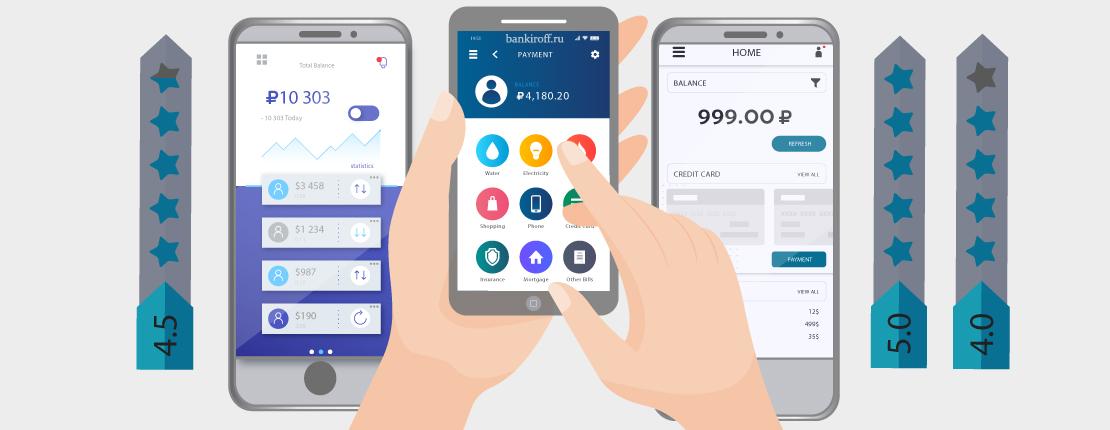 4.5
Total Balance
₽10 303
- 10 303 Today
statistics
$3 458
$1 234
$987
$190
bankiroff.ru
PAYMENT
BALANCE
₽4,180.20
Water
Electricity
Shopping
Phone
Credit Card
Insurance
Mortgage
Other Bills
HOME
BALANCE
999.00 ₽
REFRESH
CREDIT CARD
VIEW ALL
PAYMENT
VIEW ALL
12$
499$
35$
5.0
4.0